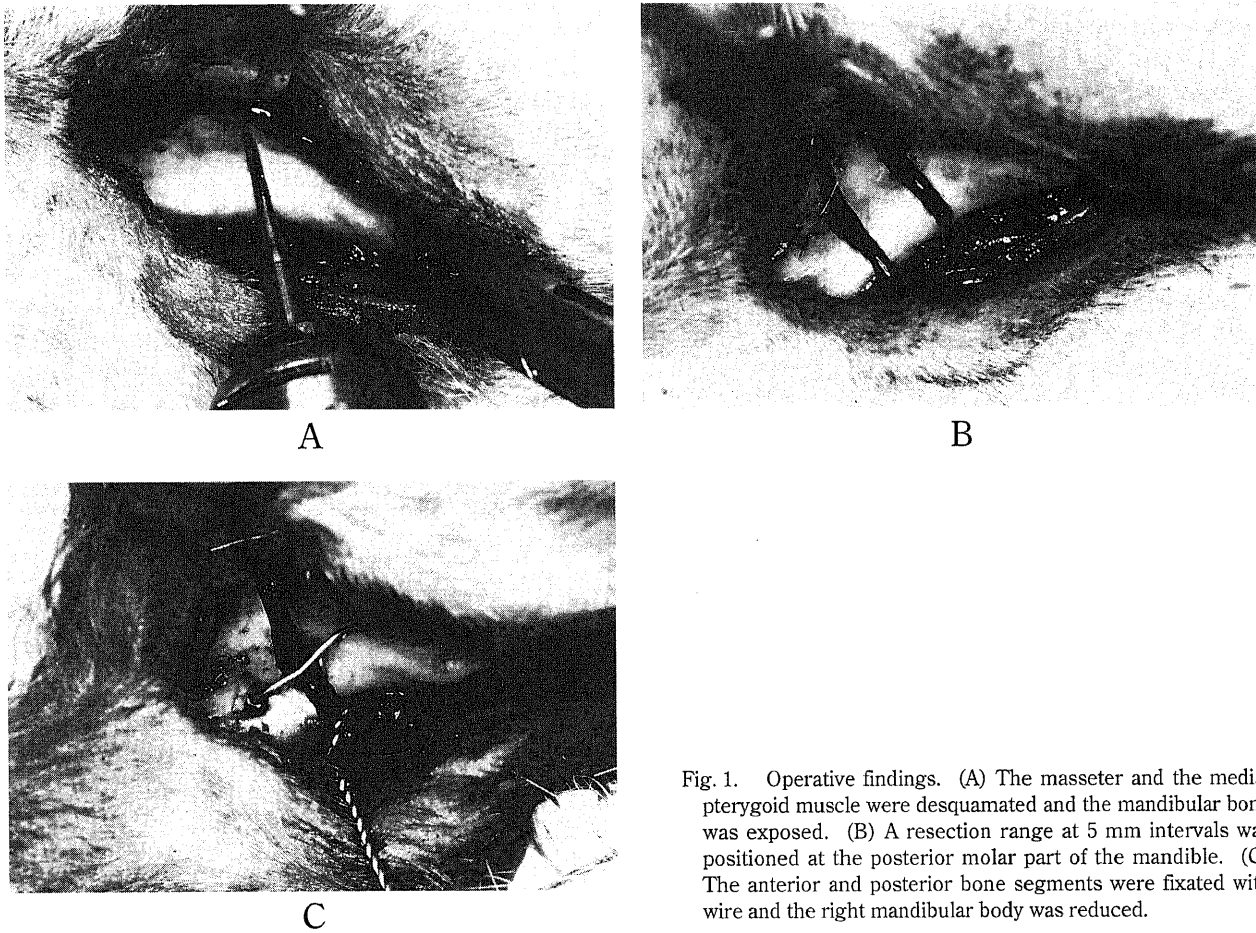 A
B
C
Fig. 1. Operative findings. (A) The masseter and the medi
pterygoid muscle were desquamated and the mandibular bon
was exposed. (B) A resection range at 5 mm intervals wa
positioned at the posterior molar part of the mandible. (C
The anterior and posterior bone segments were fixated wit
wire and the right mandibular body was reduced.